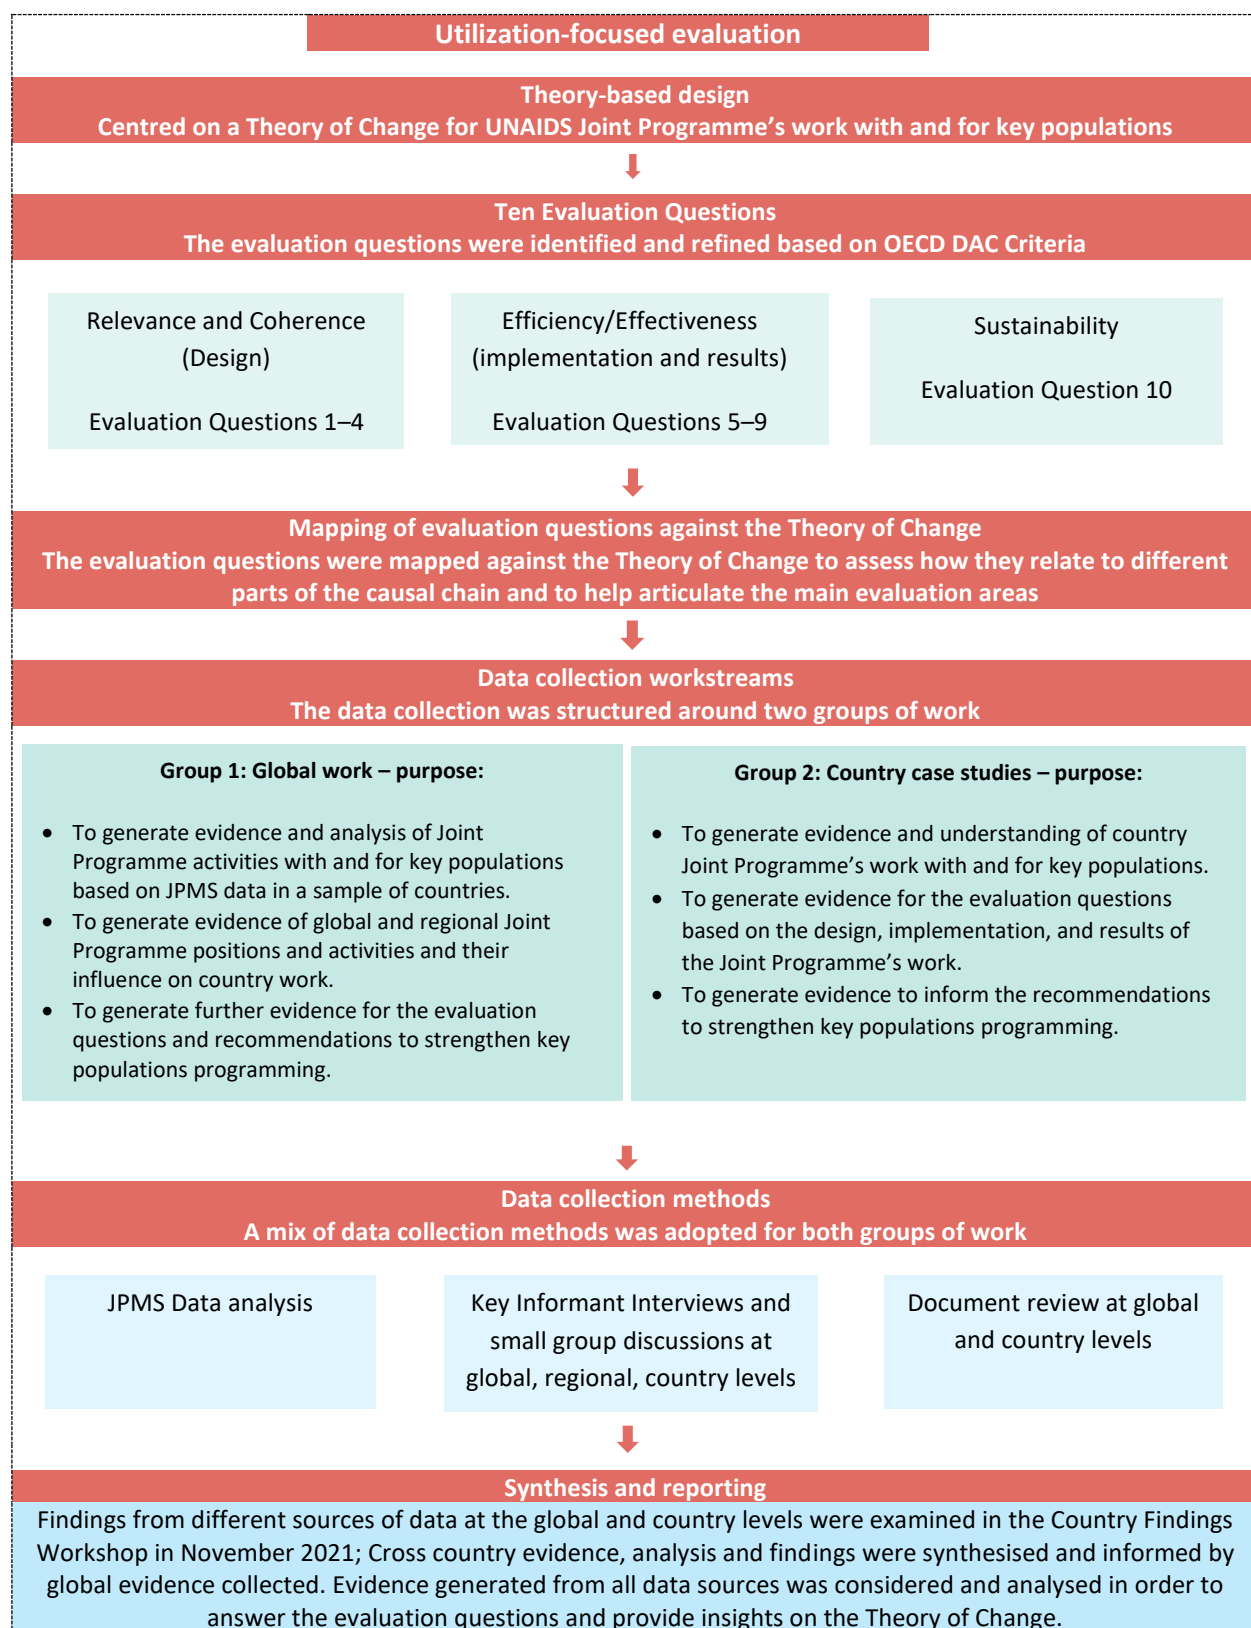 Utilization-focused evaluation
Theory-based design
Centred on a Theory of Change for UNAIDS Joint Programme's work with and for key populations
Ten Evaluation Questions
The evaluation questions were identified and refined based on OECD DAC Criteria
Relevance and Coherence
(Design)
Evaluation Questions 1–4
Efficiency/Effectiveness
(implementation and results)
Evaluation Questions 5–9
Sustainability
Evaluation Question 10
Mapping of evaluation questions against the Theory of Change
The evaluation questions were mapped against the Theory of Change to assess how they relate to different
parts of the causal chain and to help articulate the main evaluation areas
Data collection workstreams
The data collection was structured around two groups of work
Group 1: Global work – purpose:
• To generate evidence and analysis of Joint
Programme activities with and for key populations
based on JPMS data in a sample of countries.
• To generate evidence of global and regional Joint
Programme positions and activities and their
influence on country work.
• To generate further evidence for the evaluation
questions and recommendations to strengthen key
populations programming.
Group 2: Country case studies – purpose:
• To generate evidence and understanding of country
Joint Programme's work with and for key populations.
• To generate evidence for the evaluation questions
based on the design, implementation, and results of
the Joint Programme's work.
• To generate evidence to inform the recommendations
to strengthen key populations programming.
Data collection methods
A mix of data collection methods was adopted for both groups of work
JPMS Data analysis
Key Informant Interviews and
small group discussions at
global, regional, country levels
Document review at global
and country levels
Synthesis and reporting
Findings from different sources of data at the global and country levels were examined in the Country Findings
Workshop in November 2021; Cross country evidence, analysis and findings were synthesised and informed by
global evidence collected. Evidence generated from all data sources was considered and analysed in order to
answer the evaluation questions and provide insights on the Theory of Change.